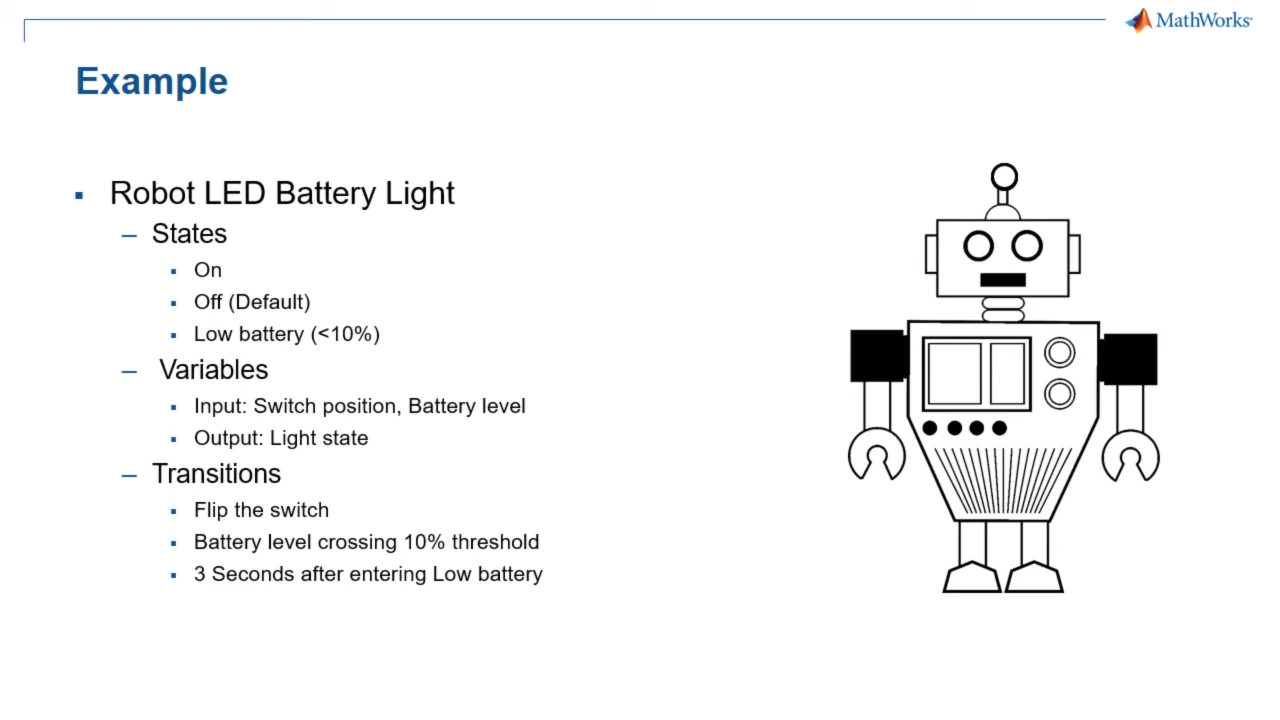 MathWorks
Example
Robot LED Battery Light
– States
On
Off (Default)
Low battery (<10%)
– Variables
Input: Switch position, Battery level
Output: Light state
– Transitions
Flip the switch
Battery level crossing 10% threshold
3 Seconds after entering Low battery